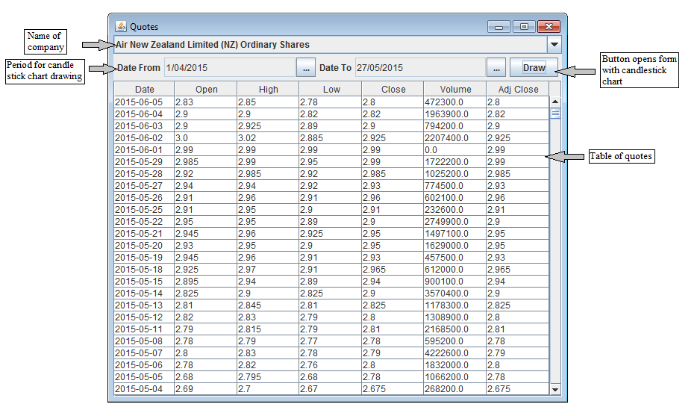 Quotes
Name of
company
Air New Zealand Limited (NZ) Ordinary Shares
Period for candle
stick chart drawing
Date From 1/04/2015 ... Date To 27/05/2015 ... Draw
Button opens form
with candlestick
chart
Date Open High Low Close Volume Adj Close
2015-06-05 2.83 2.85 2.78 2.8 472300.0 2.8
2015-06-04 2.9 2.9 2.82 2.82 1963900.0 2.82
2015-06-03 2.9 2.925 2.89 2.9 794200.0 2.9
2015-06-02 3.0 3.02 2.885 2.925 2207400.0 2.925
2015-06-01 2.99 2.99 2.99 2.99 0.0 2.99
Table of quotes
2015-05-29 2.985 2.99 2.95 2.99 1722200.0 2.99
2015-05-28 2.92 2.985 2.92 2.985 1025200.0 2.985
2015-05-27 2.94 2.94 2.92 2.93 774500.0 2.93
2015-05-26 2.91 2.96 2.91 2.96 602100.0 2.96
2015-05-25 2.91 2.95 2.9 2.91 232600.0 2.91
2015-05-22 2.95 2.95 2.89 2.9 2749900.0 2.9
2015-05-21 2.945 2.96 2.925 2.95 1497100.0 2.95
2015-05-20 2.93 2.95 2.9 2.95 1629000.0 2.95
2015-05-19 2.945 2.96 2.91 2.93 457500.0 2.93
2015-05-18 2.925 2.97 2.91 2.965 612000.0 2.965
2015-05-15 2.895 2.94 2.89 2.94 900100.0 2.94
2015-05-14 2.825 2.9 2.825 2.9 3570400.0 2.9
2015-05-13 2.81 2.845 2.81 2.825 1178300.0 2.825
2015-05-12 2.82 2.83 2.79 2.8 1308900.0 2.8
2015-05-11 2.79 2.815 2.79 2.81 2168500.0 2.81
2015-05-08 2.78 2.79 2.77 2.78 595200.0 2.78
2015-05-07 2.8 2.83 2.78 2.79 4222600.0 2.79
2015-05-06 2.78 2.82 2.76 2.8 1832000.0 2.8
2015-05-05 2.68 2.795 2.68 2.78 1066200.0 2.78
2015-05-04 2.69 2.7 2.67 2.675 268200.0 2.675